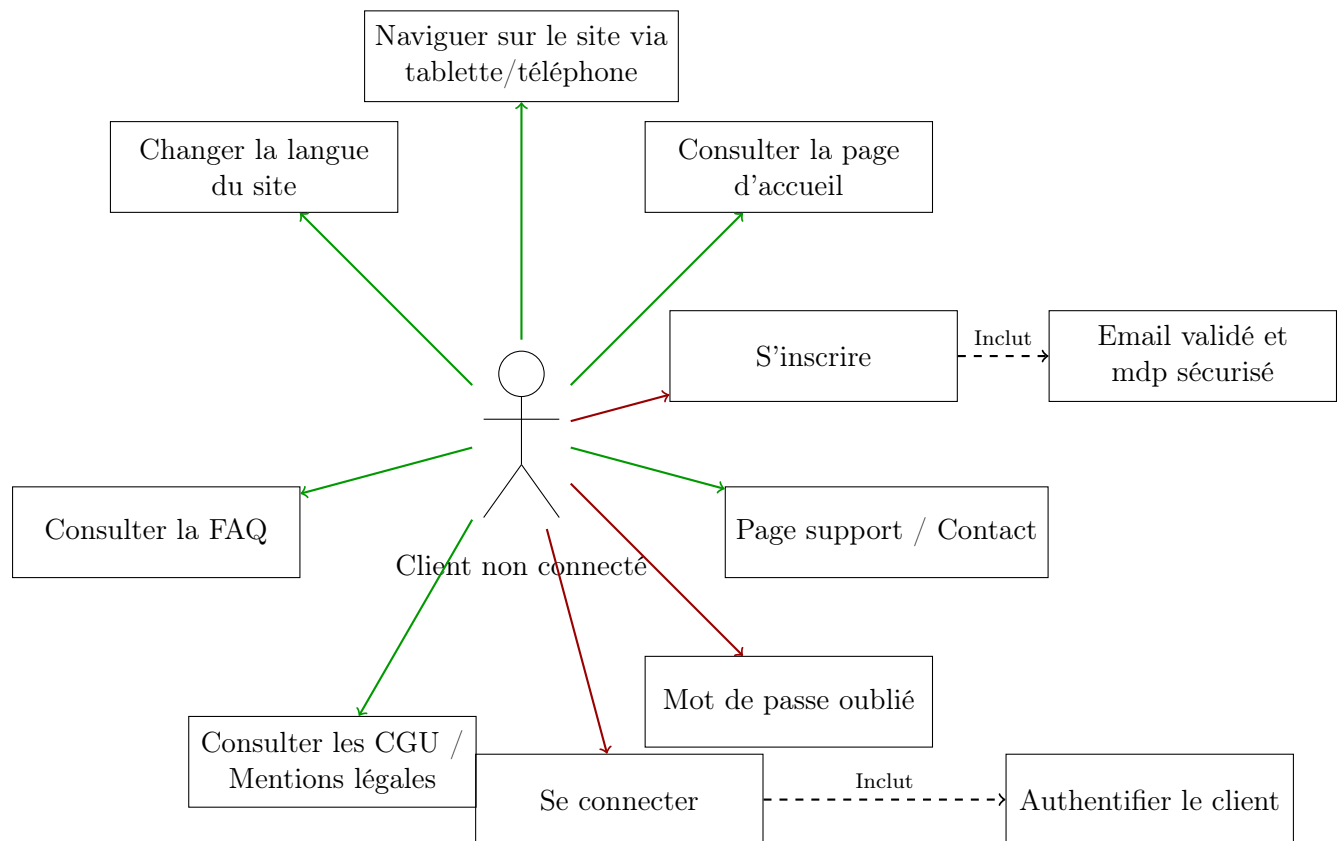 Naviguer sur le site via
tablette/téléphone
Changer la langue
du site
Consulter la page
d'accueil
S'inscrire
Inclut
Email validé et
mdp sécurisé
Consulter la FAQ
Client non connecté
Page support / Contact
Mot de passe oublié
Consulter les CGU /
Mentions légales
Se connecter
Inclut
Authentifier le client